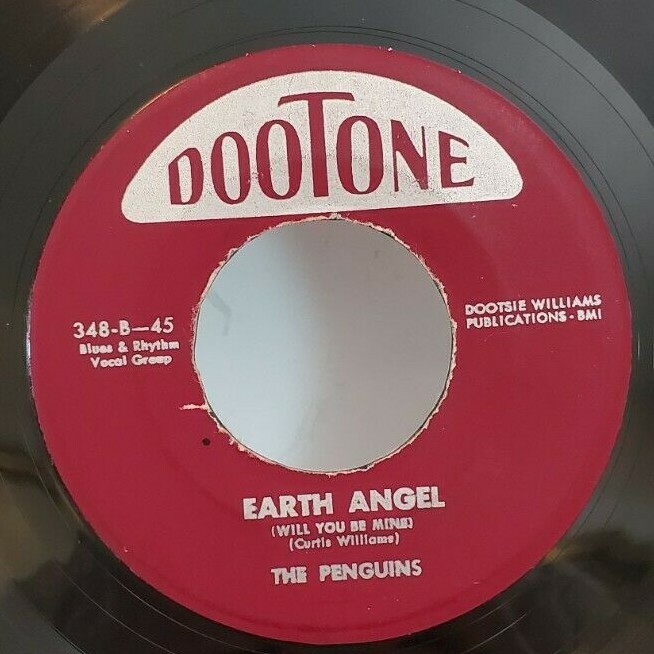 DOOTONE
348-B-45
Blues & Rhythm
Vocal Group
DOOTSIE WILLIAMS
PUBLICATIONS - BMI
EARTH ANGEL
(WILL YOU BE MINE)
(Curtis Williams)
THE PENGUINS